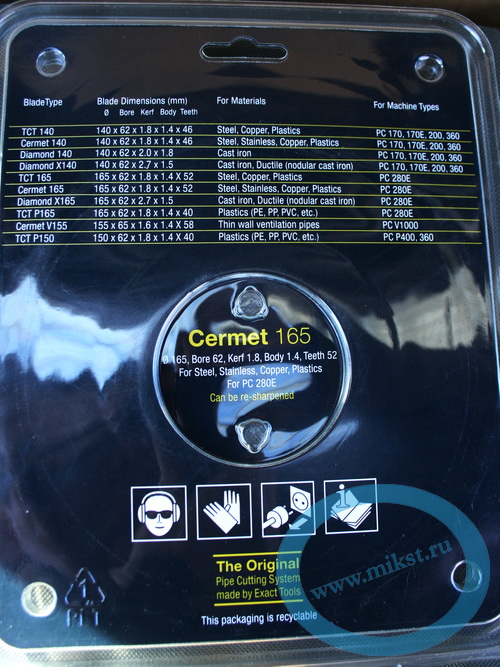 BladeType Blade Dimensions (mm) For Materials For Machine Types
Ø Bore Kerf Body Teeth
TCT 140 140 x 62 x 1.8 x 1.4 x 46 Steel, Copper, Plastics PC 170, 170E, 200, 360
Cermet 140 140 x 62 x 1.8 x 1.4 x 46 Steel, Stainless, Copper, Plastics PC 170, 170E, 200, 360
Diamond 140 140 x 62 x 2.0 x 1.8 Cast iron PC 170, 170E, 200, 360
Diamond X140 140 x 62 x 2.7 x 1.5 Cast iron, Ductile (nodular cast iron) PC 170, 170E, 200, 360
TCT 165 165 x 62 x 1.8 x 1.4 X 52 Steel, Copper, Plastics PC 280E
Cermet 165 165 x 62 x 1.8 x 1.4 x 52 Steel, Stainless, Copper, Plastics PC 280E
Diamond X165 165 x 62 x 2.7 x 1.5 Cast iron, Ductile (nodular cast iron) PC 280E
TCT P165 165 x 62 x 1.8 x 1.4 x 40 Plastics (PE, PP, PVC, etc.) PC 280E
Cermet V155 155 x 65 x 1.6 x 1.4 X 58 Thin wall ventilation pipes PC V1000
TCT P150 150 x 62 x 1.8 x 1.4 X 40 Plastics (PE, PP, PVC, etc.) PC P400, 360
Cermet 165
Ø 165, Bore 62, Kerf 1.8, Body 1.4, Teeth 52
For Steel, Stainless, Copper, Plastics
For PC 280E
Can be re-sharpened
The Original
Pipe Cutting System
made by Exact Tools
This packaging is recyclable
1
www.mikst.ru